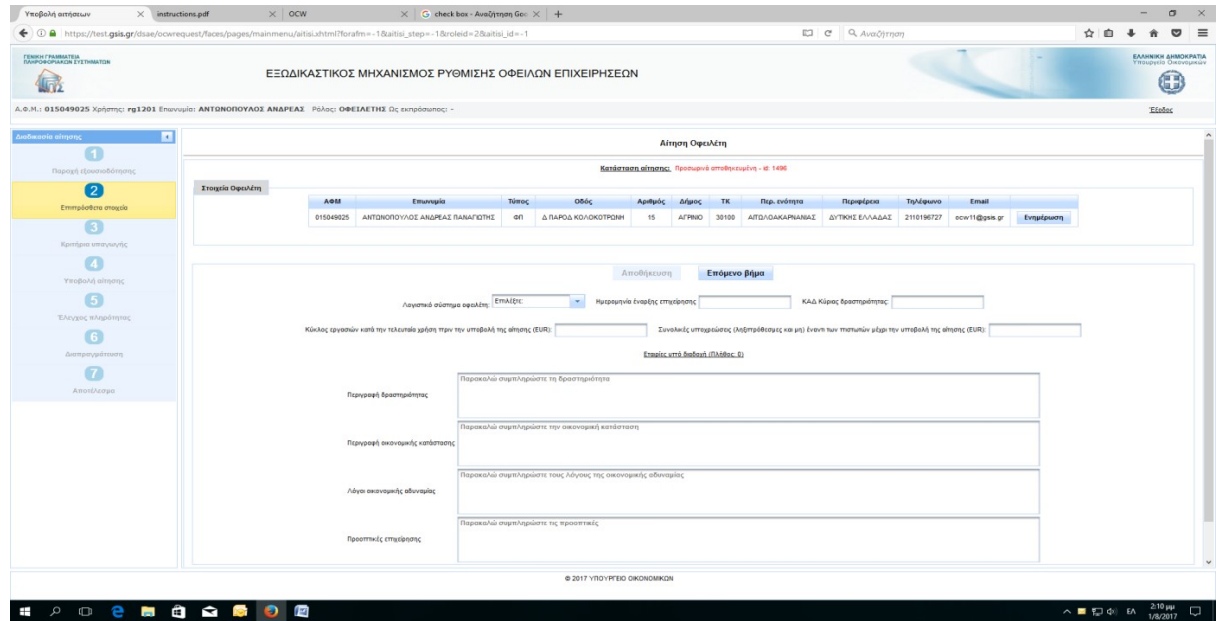 Υποβολή αιτήσεων
instructions.pdf
OCW
check box - Αναζήτηση Goo
https://test.gsis.gr/dsae/ocwrequest/faces/pages/mainmenu/aitisi.xhtml?forafm=-1&aitisi_step=-1&roleid=2&aitisi_id=-1
Αναζήτηση
ΓΕΝΙΚΗ ΓΡΑΜΜΑΤΕΙΑ
ΠΛΗΡΟΦΟΡΙΑΚΩΝ ΣΥΣΤΗΜΑΤΩΝ
ΕΞΩΔΙΚΑΣΤΙΚΟΣ ΜΗΧΑΝΙΣΜΟΣ ΡΥΘΜΙΣΗΣ ΟΦΕΙΛΩΝ ΕΠΙΧΕΙΡΗΣΕΩΝ
ΕΛΛΗΝΙΚΗ ΔΗΜΟΚΡΑΤΙΑ
Υπουργείο Οικονομικών
Α.Φ.Μ.: 015049025 Χρήστης: rg1201 Επωνυμία: ΑΝΤΩΝΟΠΟΥΛΟΣ ΑΝΔΡΕΑΣ Ρόλος: ΟΦΕΙΛΕΤΗΣ Ως εκπρόσωπος: -
Έξοδος
Διαδικασία αίτησης
1
Παροχή εξουσιοδότησης
2
Επιπρόσθετα στοιχεία
3
Κριτήρια υπαγωγής
4
Υποβολή αίτησης
5
Έλεγχος πληρότητας
6
Διαπραγμάτευση
7
Αποτέλεσμα
Αίτηση Οφειλέτη
Κατάσταση αίτησης: Προσωρινά αποθηκευμένη - id: 1496
Στοιχεία Οφειλέτη
ΑΦΜ Επωνυμία Τύπος Οδός Αριθμός Δήμος ΤΚ Περ. ενότητα Περιφέρεια Τηλέφωνο Email
015049025 ΑΝΤΩΝΟΠΟΥΛΟΣ ΑΝΔΡΕΑΣ ΠΑΝΑΓΙΩΤΗΣ ΦΠ Δ ΠΑΡΟΔ ΚΟΛΟΚΟΤΡΩΝΗ 15 ΑΓΡΙΝΙΟ 30100 ΑΙΤΩΛΟΑΚΑΡΝΑΝΙΑΣ ΔΥΤΙΚΗΣ ΕΛΛΑΔΑΣ 2110196727 ocw11@gsis.gr Ενημέρωση
Αποθήκευση Επόμενο βήμα
Λογιστικό σύστημα οφειλέτη: Επιλέξτε: Ημερομηνία έναρξης επιχείρησης ΚΑΔ Κύριας δραστηριότητας:
Κύκλος εργασιών κατά την τελευταία χρήση πριν την υποβολή της αίτησης (EUR): Συνολικές υποχρεώσεις (ληξιπρόθεσμες και μη) έναντι των πιστωτών μέχρι την υποβολή της αίτησης (EUR):
Εταιρίες υπό διαδοχή (Πλήθος: 0)
Περιγραφή δραστηριότητας
Παρακαλώ συμπληρώστε τη δραστηριότητα
Περιγραφή οικονομικής κατάστασης
Παρακαλώ συμπληρώστε την οικονομική κατάσταση
Λόγοι οικονομικής αδυναμίας
Παρακαλώ συμπληρώστε τους λόγους της οικονομικής αδυναμίας
Προοπτικές επιχείρησης
Παρακαλώ συμπληρώστε τις προοπτικές
© 2017 ΥΠΟΥΡΓΕΙΟ ΟΙΚΟΝΟΜΙΚΩΝ
ΕΛ
2:10 μμ
1/8/2017